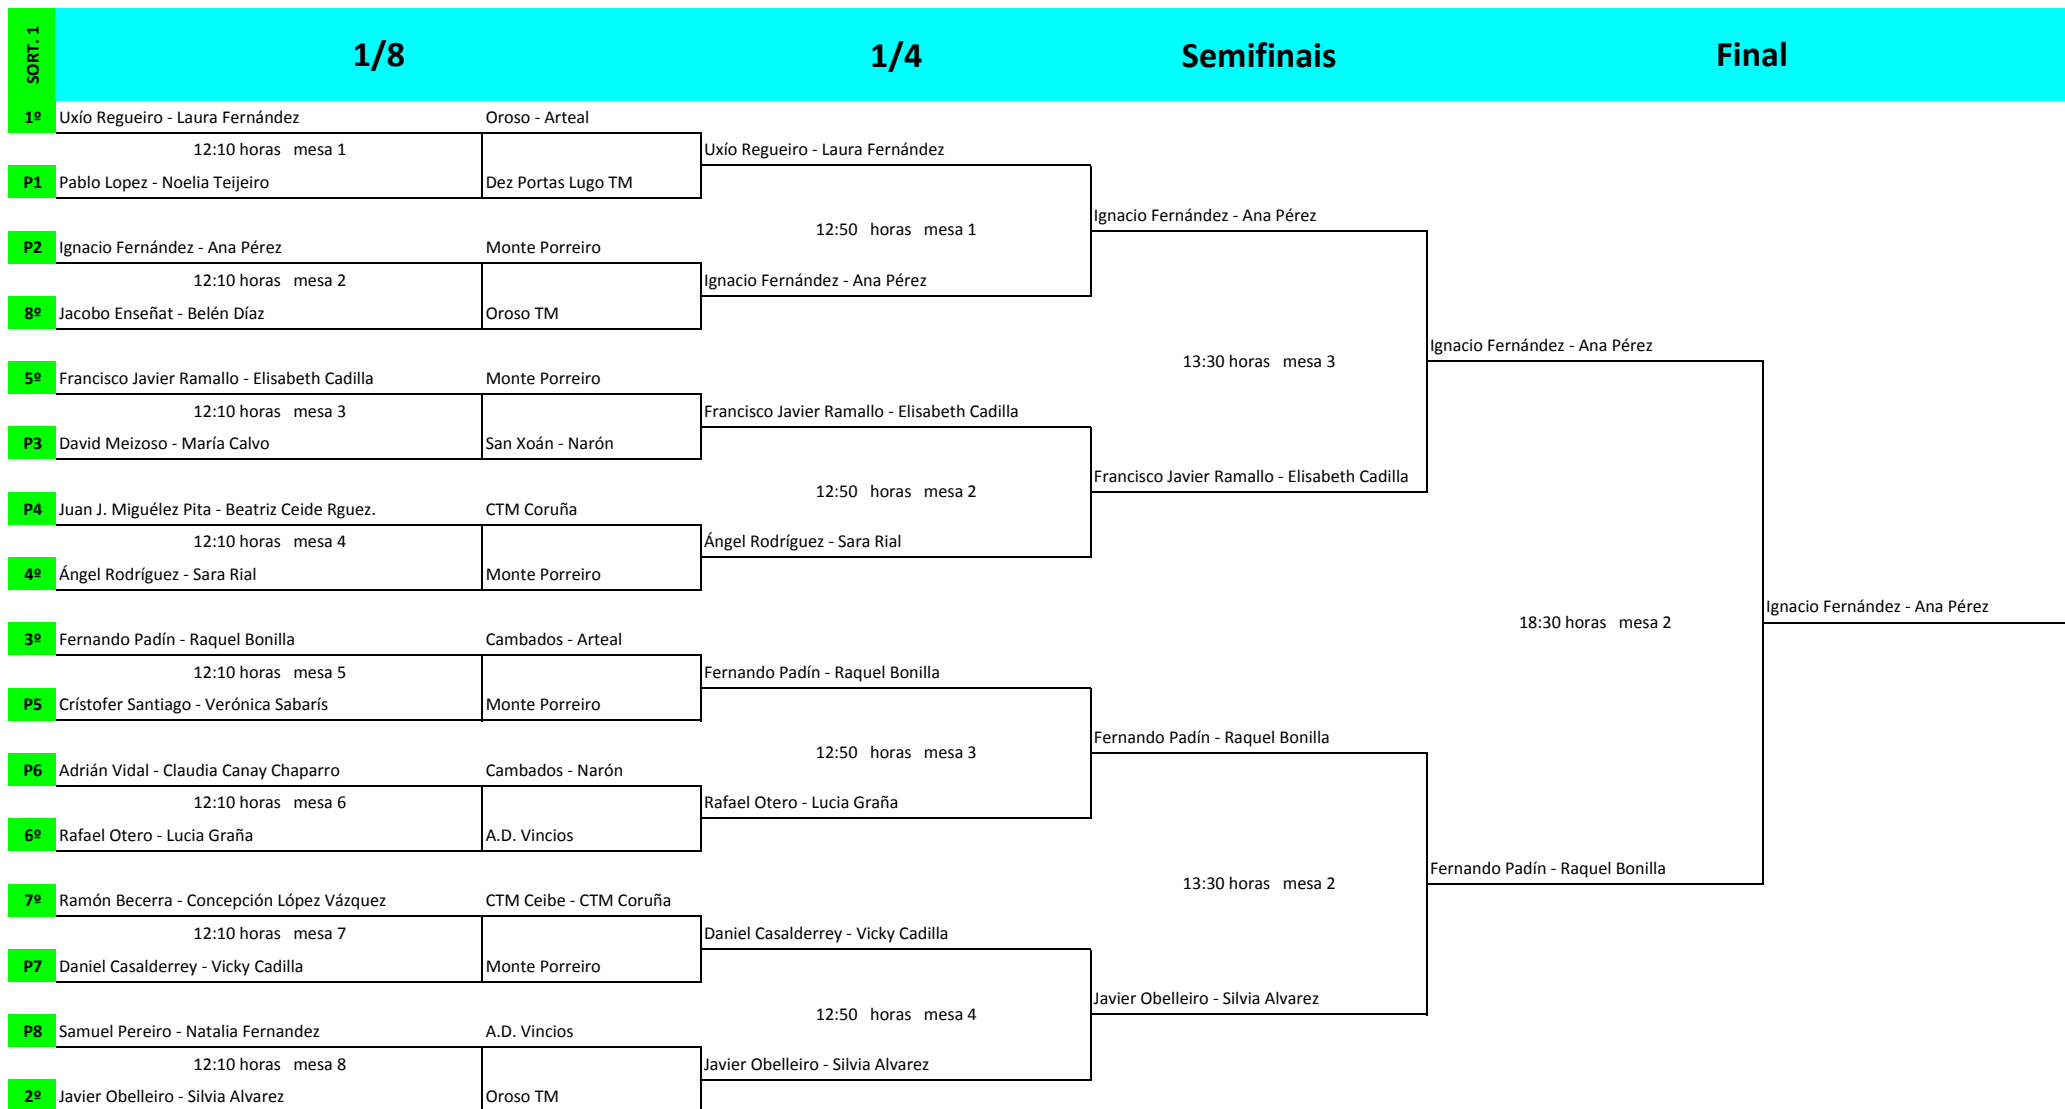 SORT. 1 1/8 1/4 Semifinais Final
1º Uxío Regueiro - Laura Fernández Oroso - Arteal
12:10 horas mesa 1 Uxío Regueiro - Laura Fernández
P1 Pablo Lopez - Noelia Teijeiro Dez Portas Lugo TM
Ignacio Fernández - Ana Pérez
12:50 horas mesa 1
P2 Ignacio Fernández - Ana Pérez Monte Porreiro
12:10 horas mesa 2 Ignacio Fernández - Ana Pérez
8º Jacobo Enseñat - Belén Díaz Oroso TM
Ignacio Fernández - Ana Pérez
13:30 horas mesa 3
5º Francisco Javier Ramallo - Elisabeth Cadilla Monte Porreiro
12:10 horas mesa 3 Francisco Javier Ramallo - Elisabeth Cadilla
P3 David Meizoso - María Calvo San Xoán - Narón
Francisco Javier Ramallo - Elisabeth Cadilla
12:50 horas mesa 2
P4 Juan J. Miguélez Pita - Beatriz Ceide Rguez. CTM Coruña
12:10 horas mesa 4 Ángel Rodríguez - Sara Rial
4º Ángel Rodríguez - Sara Rial Monte Porreiro
Ignacio Fernández - Ana Pérez
18:30 horas mesa 2
3º Fernando Padín - Raquel Bonilla Cambados - Arteal
12:10 horas mesa 5 Fernando Padín - Raquel Bonilla
P5 Crístofer Santiago - Verónica Sabarís Monte Porreiro
Fernando Padín - Raquel Bonilla
12:50 horas mesa 3
P6 Adrián Vidal - Claudia Canay Chaparro Cambados - Narón
12:10 horas mesa 6 Rafael Otero - Lucia Graña
6º Rafael Otero - Lucia Graña A.D. Vincios
Fernando Padín - Raquel Bonilla
13:30 horas mesa 2
7º Ramón Becerra - Concepción López Vázquez CTM Ceibe - CTM Coruña
12:10 horas mesa 7 Daniel Casalderrey - Vicky Cadilla
P7 Daniel Casalderrey - Vicky Cadilla Monte Porreiro
Javier Obelleiro - Silvia Alvarez
12:50 horas mesa 4
P8 Samuel Pereiro - Natalia Fernandez A.D. Vincios
12:10 horas mesa 8 Javier Obelleiro - Silvia Alvarez
2º Javier Obelleiro - Silvia Alvarez Oroso TM